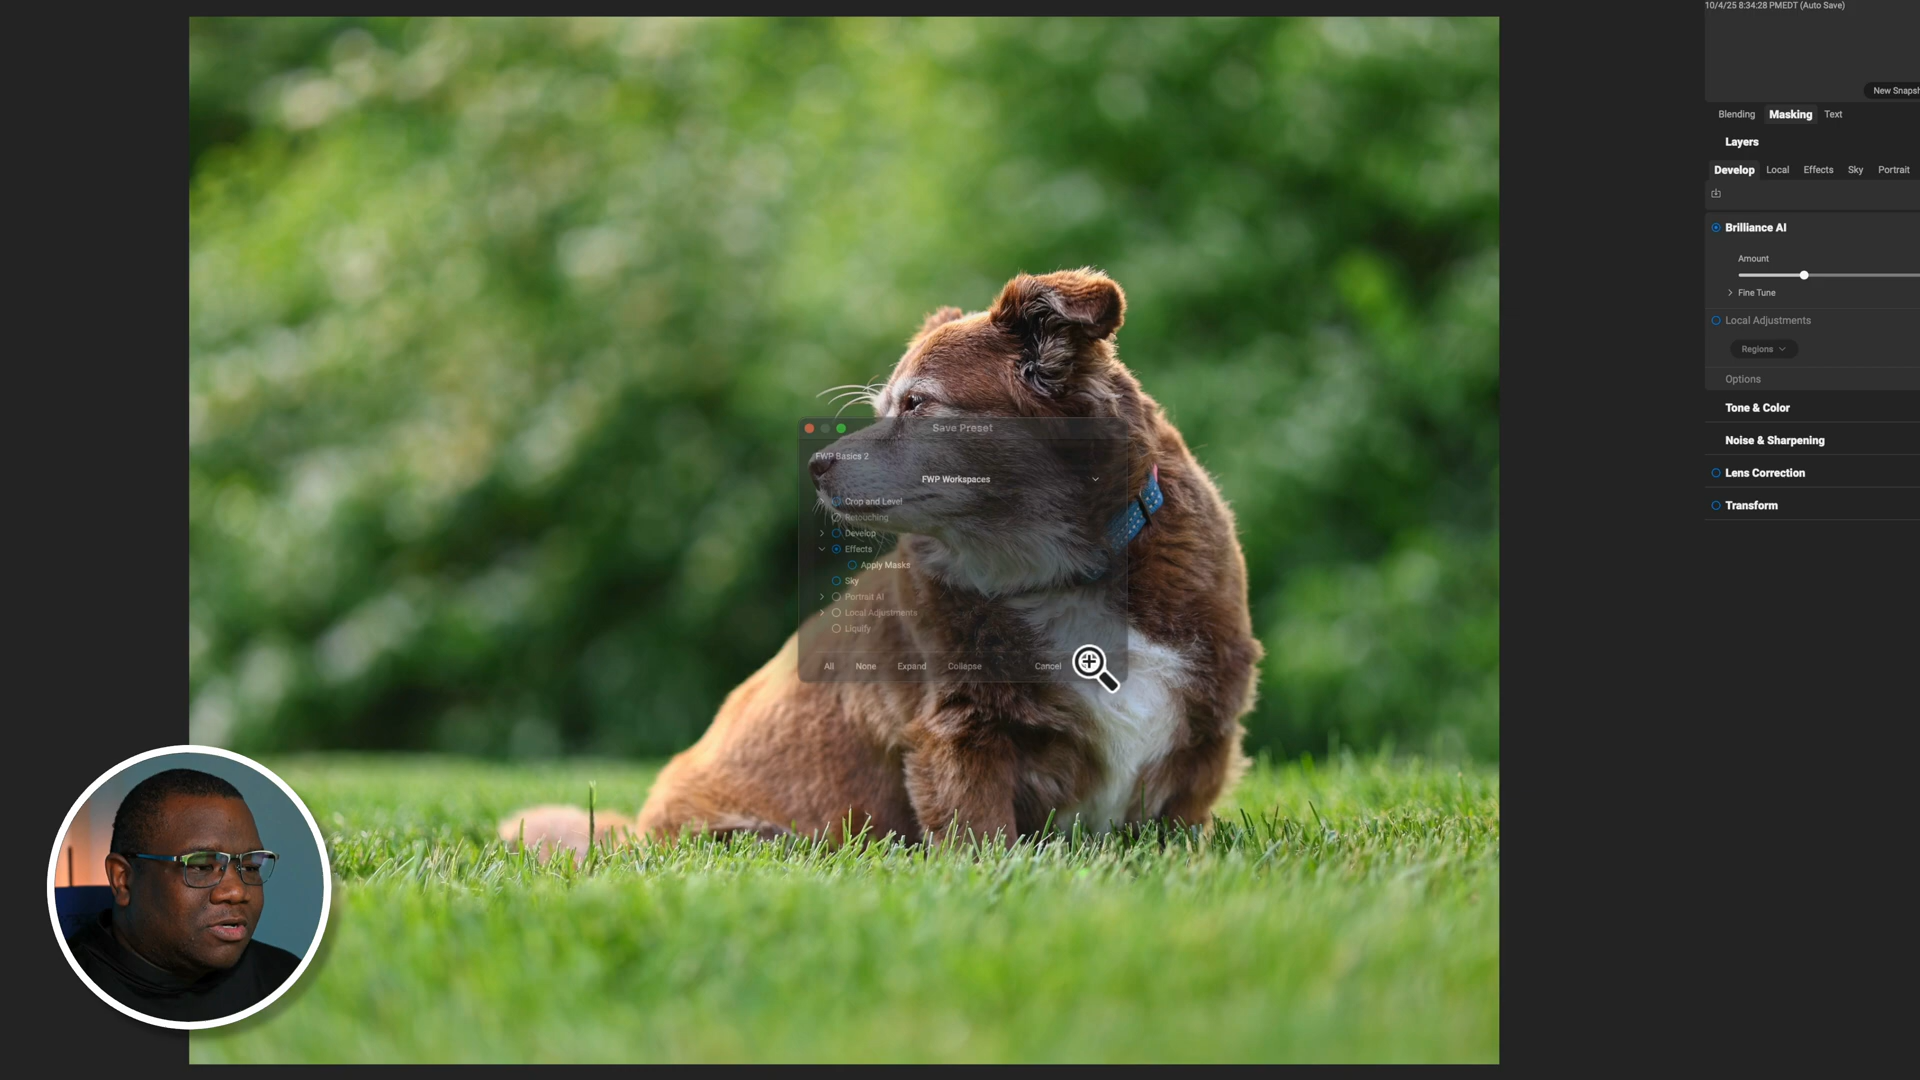 10/4/25 8:34:28 PMEDT (Auto Save)
New Snapsh
Blending Masking Text
Layers
Develop Local Effects Sky Portrait
Brilliance AI
Amount
Fine Tune
Local Adjustments
Regions
Options
Tone & Color
Noise & Sharpening
Lens Correction
Transform
Save Preset
FWP Basics 2
FWP Workspaces
Crop and Level
Retouching
Develop
Effects
Apply Masks
Sky
Portrait AI
Local Adjustments
Liquify
All None Expand Collapse Cancel